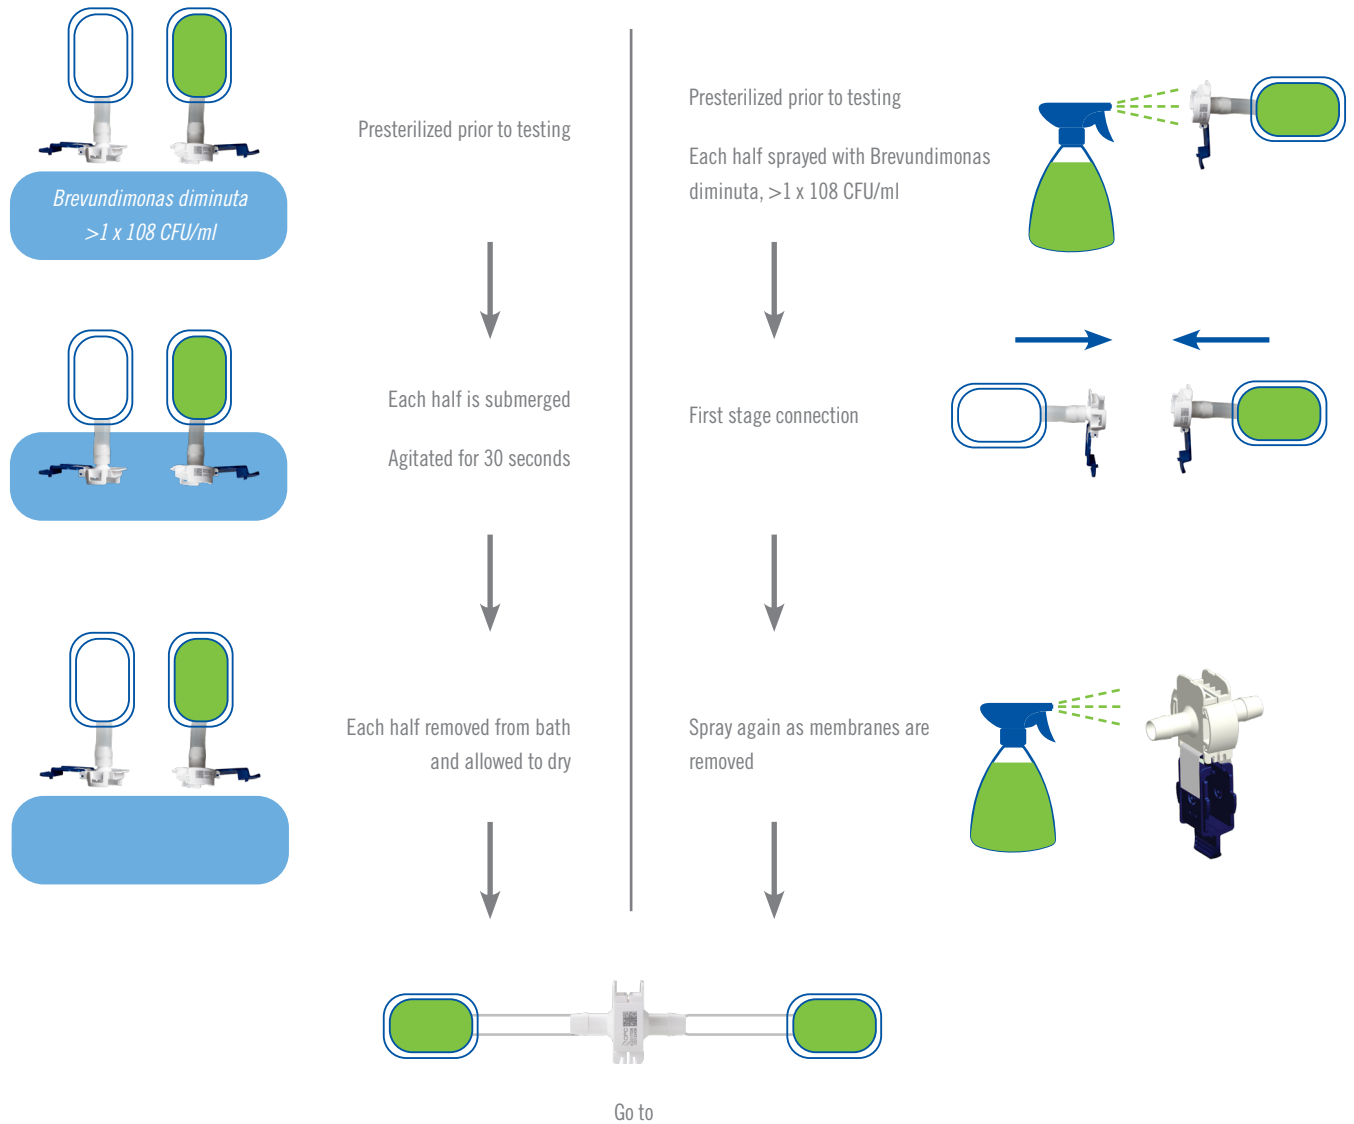 Presterilized prior to testing
Brevundimonas diminuta
>1 x 108 CFU/ml
Each half is submerged
Agitated for 30 seconds
Each half removed from bath
and allowed to dry
Presterilized prior to testing
Each half sprayed with Brevundimonas
diminuta, >1 x 108 CFU/ml
First stage connection
Spray again as membranes are
removed
Go to